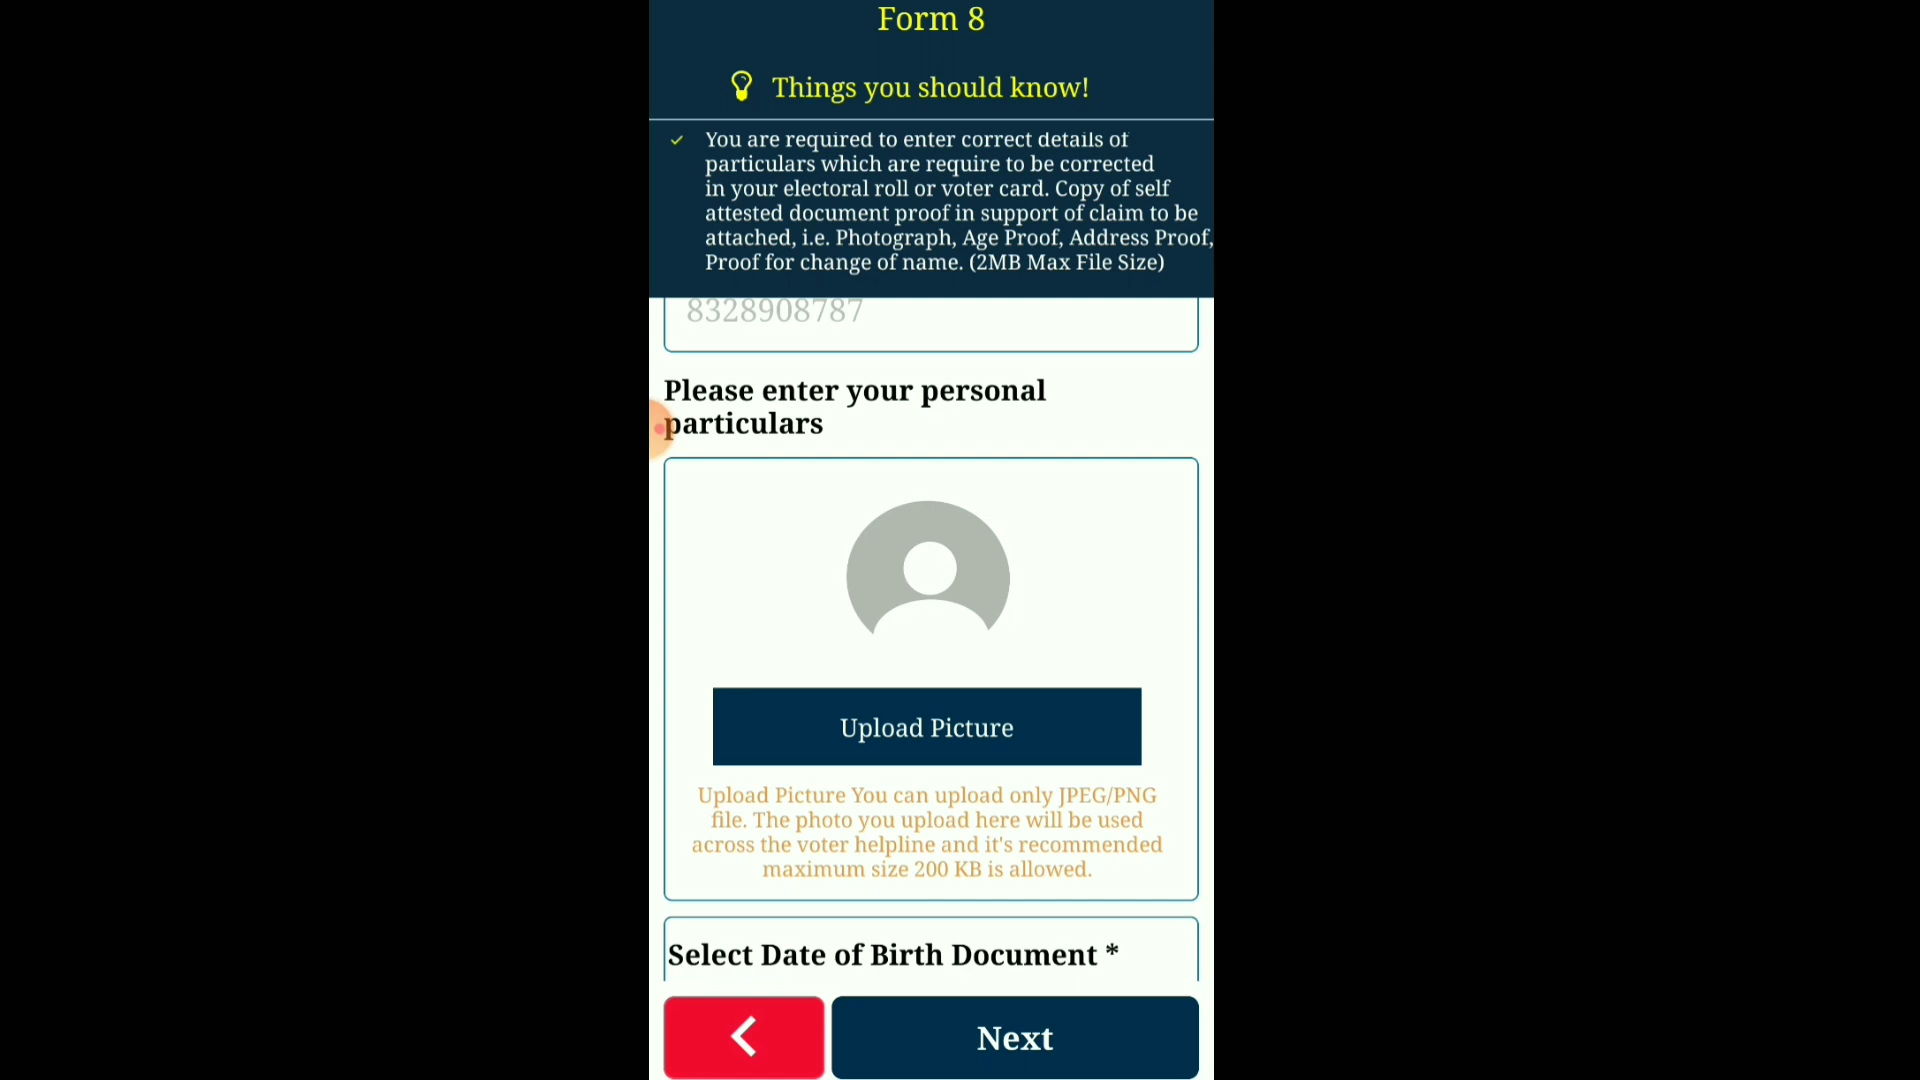 Form 8
Things you should know!
You are required to enter correct details of
particulars which are require to be corrected
in your electoral roll or voter card. Copy of self
attested document proof in support of claim to be
attached, i.e. Photograph, Age Proof, Address Proof,
Proof for change of name. (2MB Max File Size)
8328908787
Please enter your personal
particulars
Upload Picture
Upload Picture You can upload only JPEG/PNG
file. The photo you upload here will be used
across the voter helpline and it's recommended
maximum size 200 KB is allowed.
Select Date of Birth Document *
Next